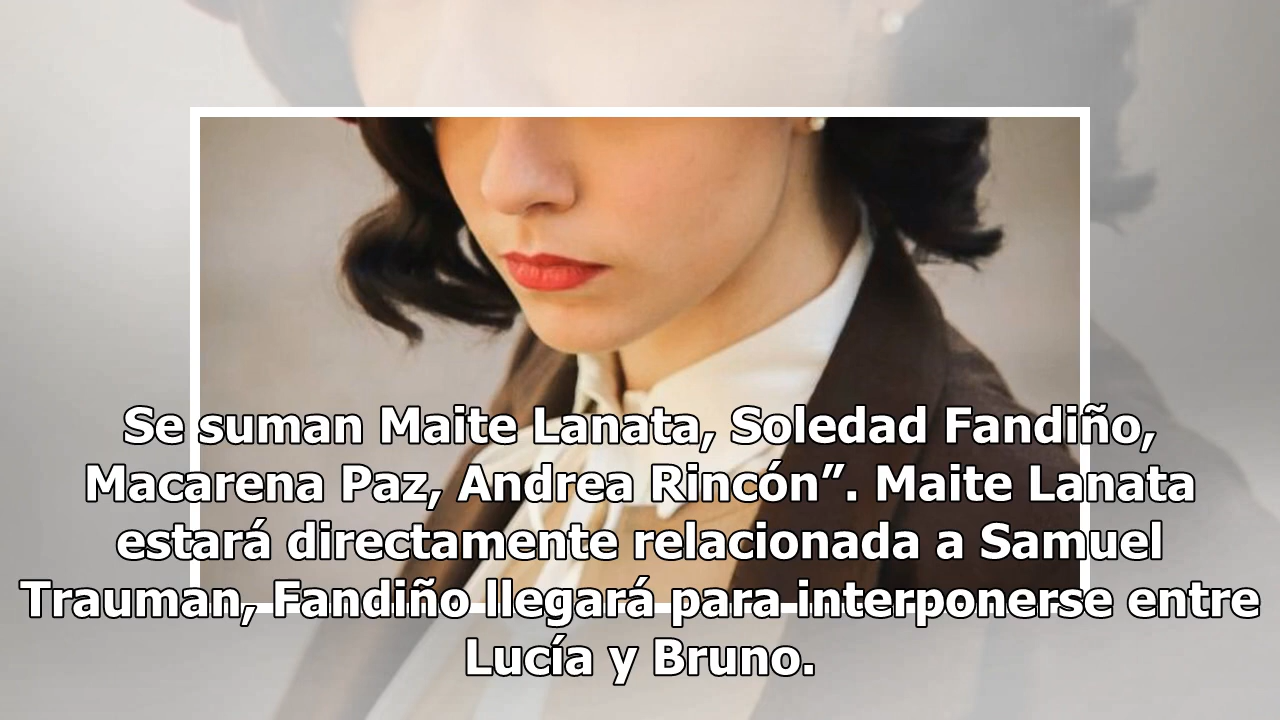 Se suman Maite Lanata, Soledad Fandiño,
Macarena Paz, Andrea Rincón”. Maite Lanata
estará directamente relacionada a Samuel
Trauman, Fandiño llegará para interponerse entre
Lucía y Bruno.